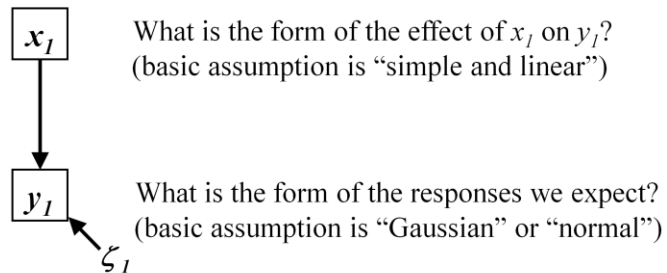 x1
What is the form of the effect of x1 on y1?
(basic assumption is “simple and linear”)
y1
What is the form of the responses we expect?
(basic assumption is “Gaussian” or “normal”)
ζ1